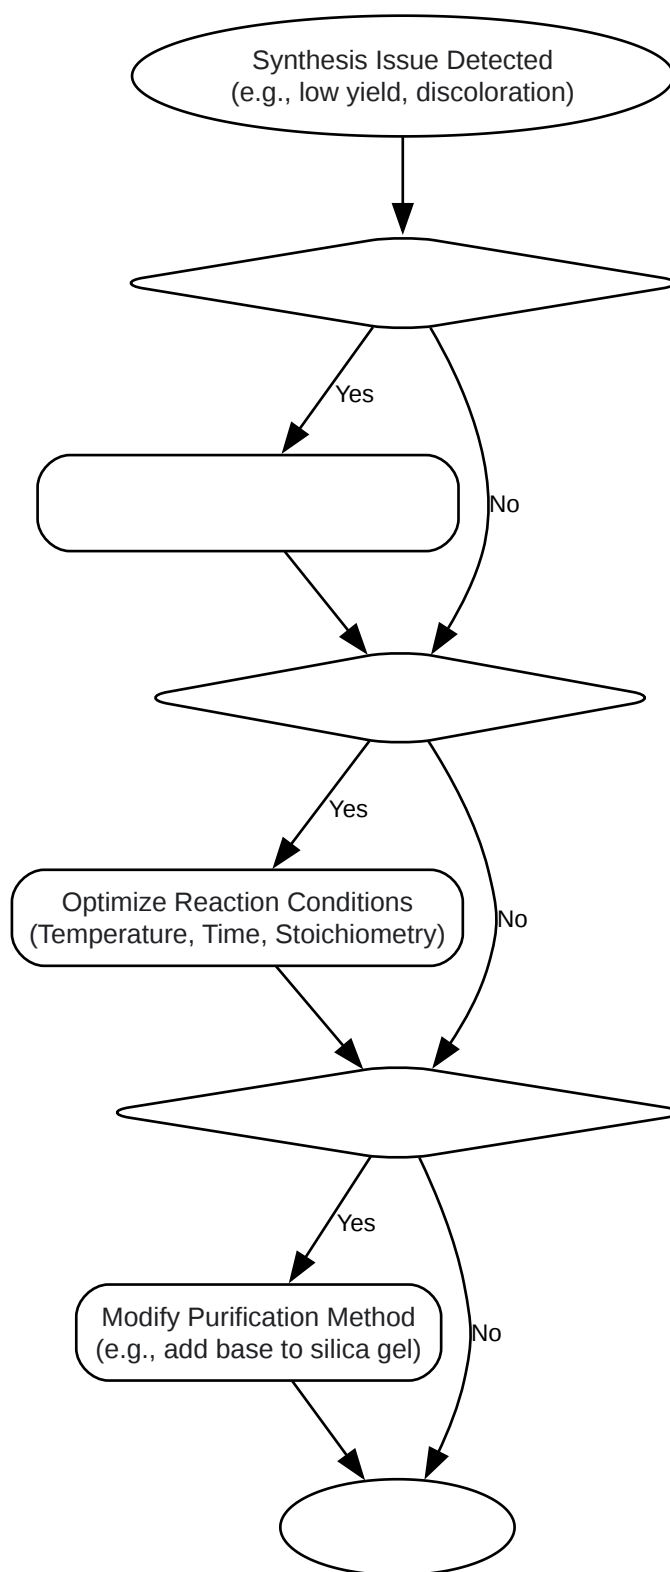 Synthesis Issue Detected
(e.g., low yield, discoloration)
Yes
No
Yes
Optimize Reaction Conditions
(Temperature, Time, Stoichiometry)
No
Yes
Modify Purification Method
(e.g., add base to silica gel)
No